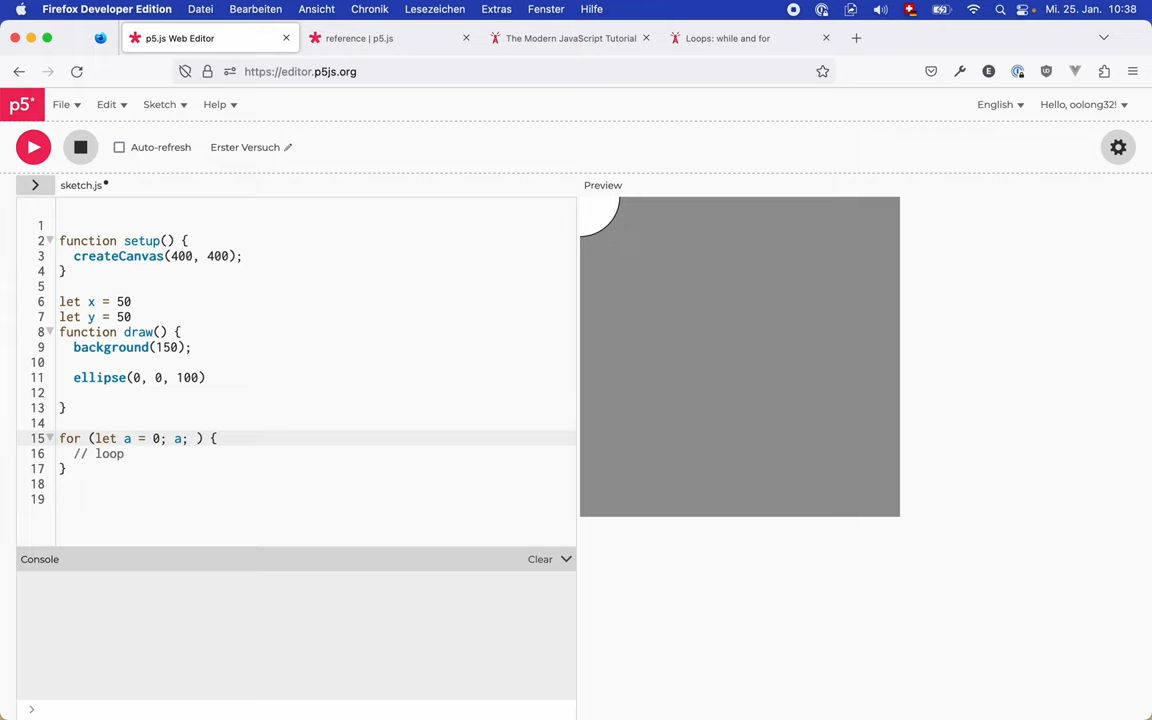 Firefox Developer Edition Datei Bearbeiten Ansicht Chronik Lesezeichen Extras Fenster Hilfe Mi. 25. Jan. 10:38
p5.js Web Editor reference | p5.js The Modern JavaScript Tutorial Loops: while and for
https://editor.p5js.org
p5* File Edit Sketch Help English Hello, oolong32!
Auto-refresh Erster Versuch
sketch.js Preview
1
2 function setup() {
3 createCanvas(400, 400);
4 }
5
6 let x = 50
7 let y = 50
8 function draw() {
9 background(150);
10
11 ellipse(0, 0, 100)
12
13 }
14
15 for (let a = 0; a; ) {
16 // loop
17 }
18
19
Console Clear